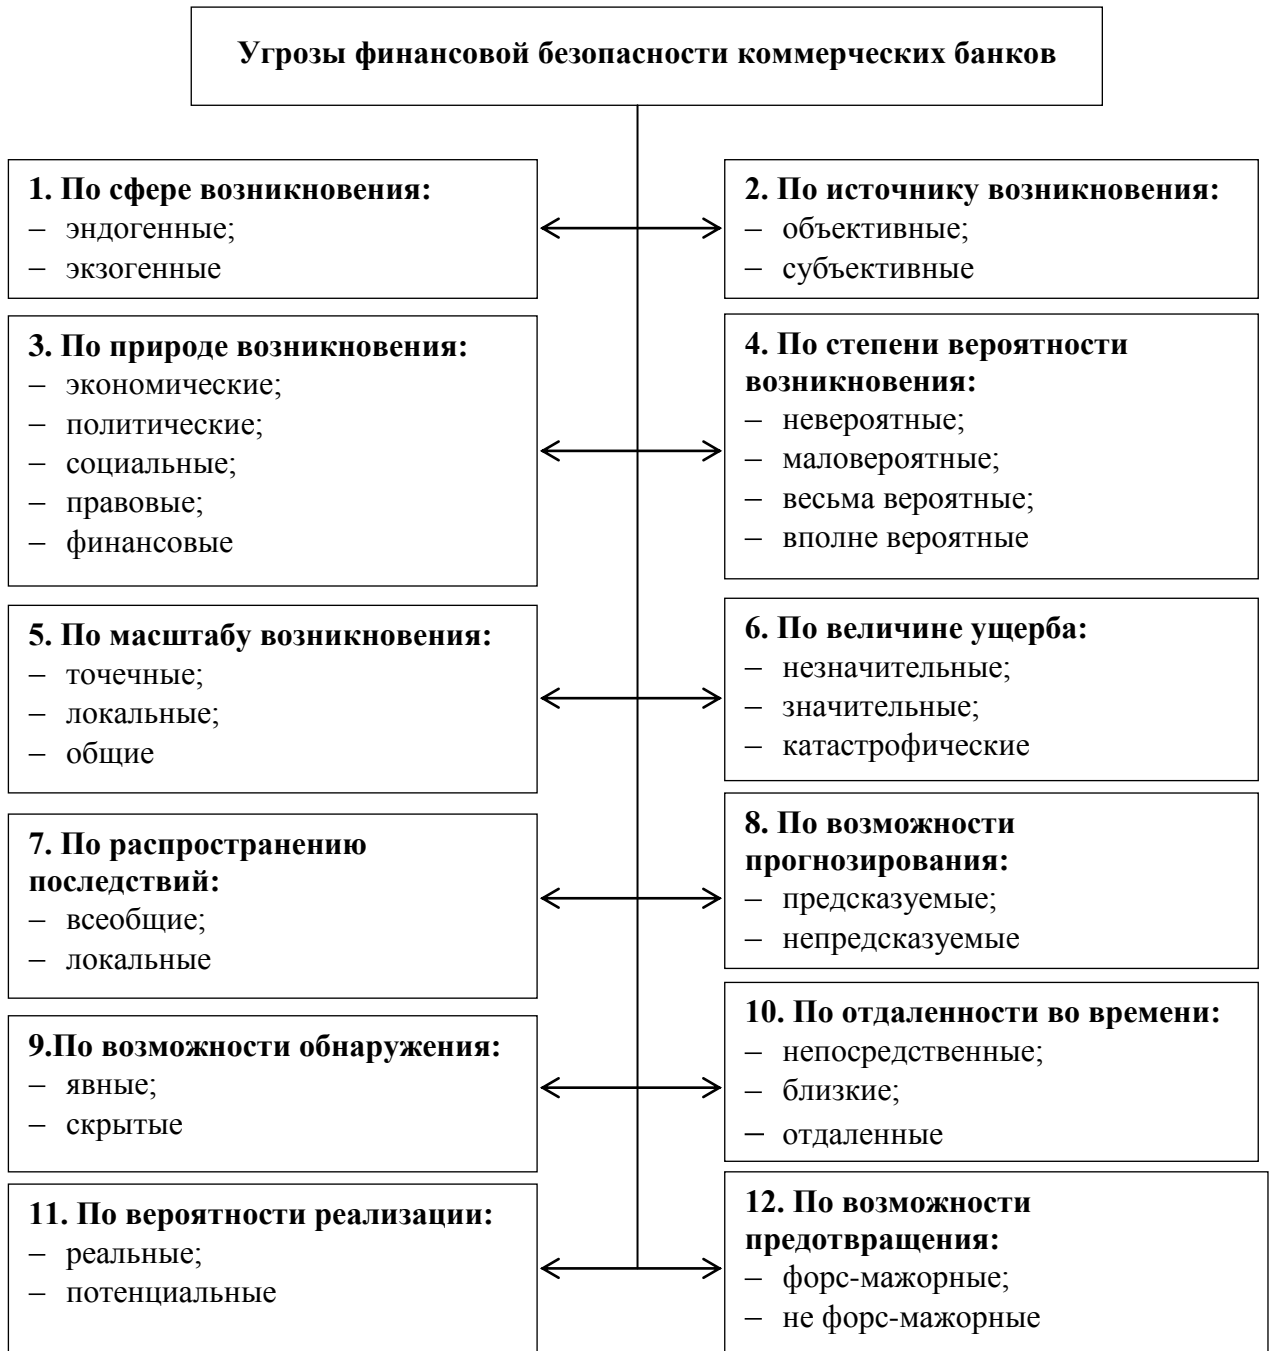 Угрозы финансовой безопасности коммерческих банков
1. По сфере возникновения:
– эндогенные;
– экзогенные
2. По источнику возникновения:
– объективные;
– субъективные
3. По природе возникновения:
– экономические;
– политические;
– социальные;
– правовые;
– финансовые
4. По степени вероятности
возникновения:
– невероятные;
– маловероятные;
– весьма вероятные;
– вполне вероятные
5. По масштабу возникновения:
– точечные;
– локальные;
– общие
6. По величине ущерба:
– незначительные;
– значительные;
– катастрофические
7. По распространению
последствий:
– всеобщие;
– локальные
8. По возможности
прогнозирования:
– предсказуемые;
– непредсказуемые
9.По возможности обнаружения:
– явные;
– скрытые
10. По отдаленности во времени:
– непосредственные;
– близкие;
– отдаленные
11. По вероятности реализации:
– реальные;
– потенциальные
12. По возможности
предотвращения:
– форс-мажорные;
– не форс-мажорные